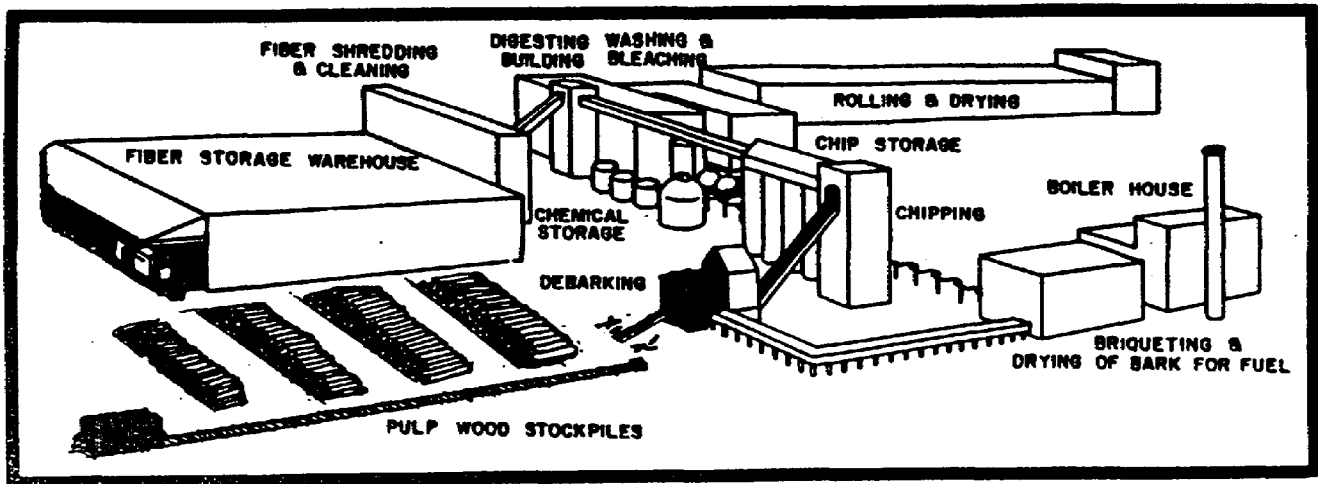 FIBER SHREDDING
& CLEANING
DIGESTING WASHING &
BUILDING BLEACHING
ROLLING & DRYING
FIBER STORAGE WAREHOUSE
CHIP STORAGE
BOILER HOUSE
CHEMICAL
STORAGE
CHIPPING
DEBARKING
BRIQUETING &
DRYING OF BARK FOR FUEL
PULP WOOD STOCKPILES